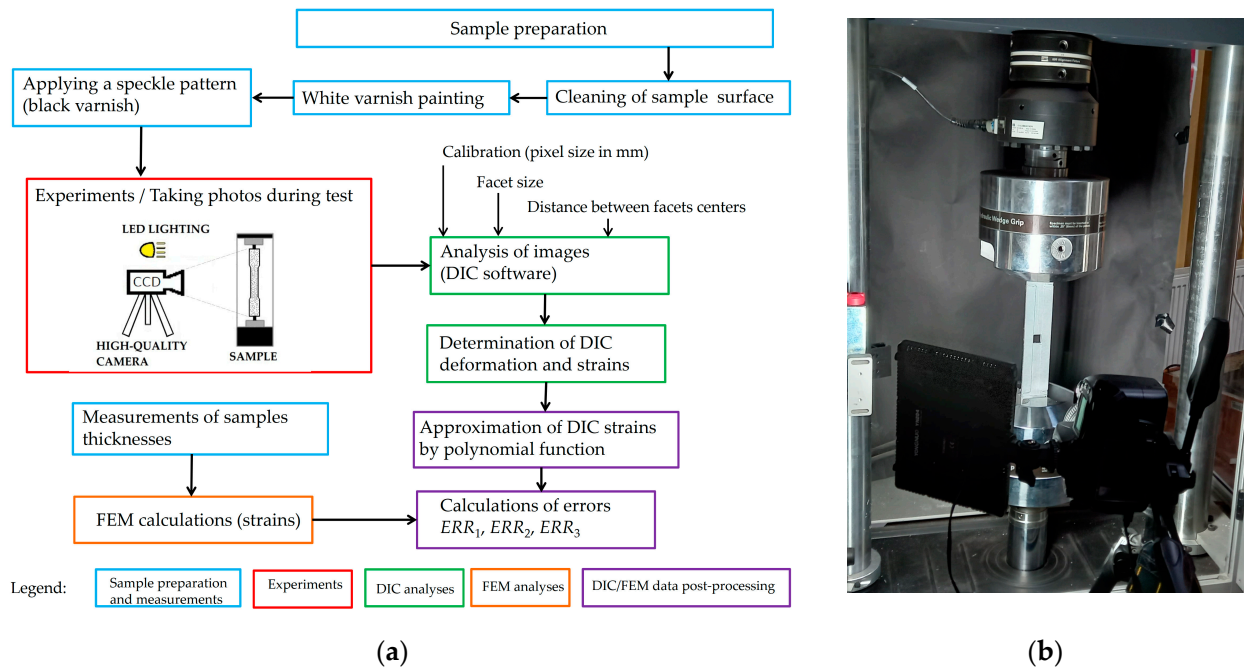 Sample preparation
Applying a speckle pattern
(black varnish)
White varnish painting
Cleaning of sample surface
Calibration (pixel size in mm)
Facet size
Distance between facets centers
Experiments / Taking photos during test
LED LIGHTING
CCD
HIGH-QUALITY
CAMERA
SAMPLE
Analysis of images
(DIC software)
Determination of DIC
deformation and strains
Measurements of samples
thicknesses
Approximation of DIC strains
by polynomial function
FEM calculations (strains)
Calculations of errors
ERR1, ERR2, ERR3
Legend:
Sample preparation
and measurements
Experiments
DIC analyses
FEM analyses
DIC/FEM data post-processing
(a)
Wedge Grip
(b)